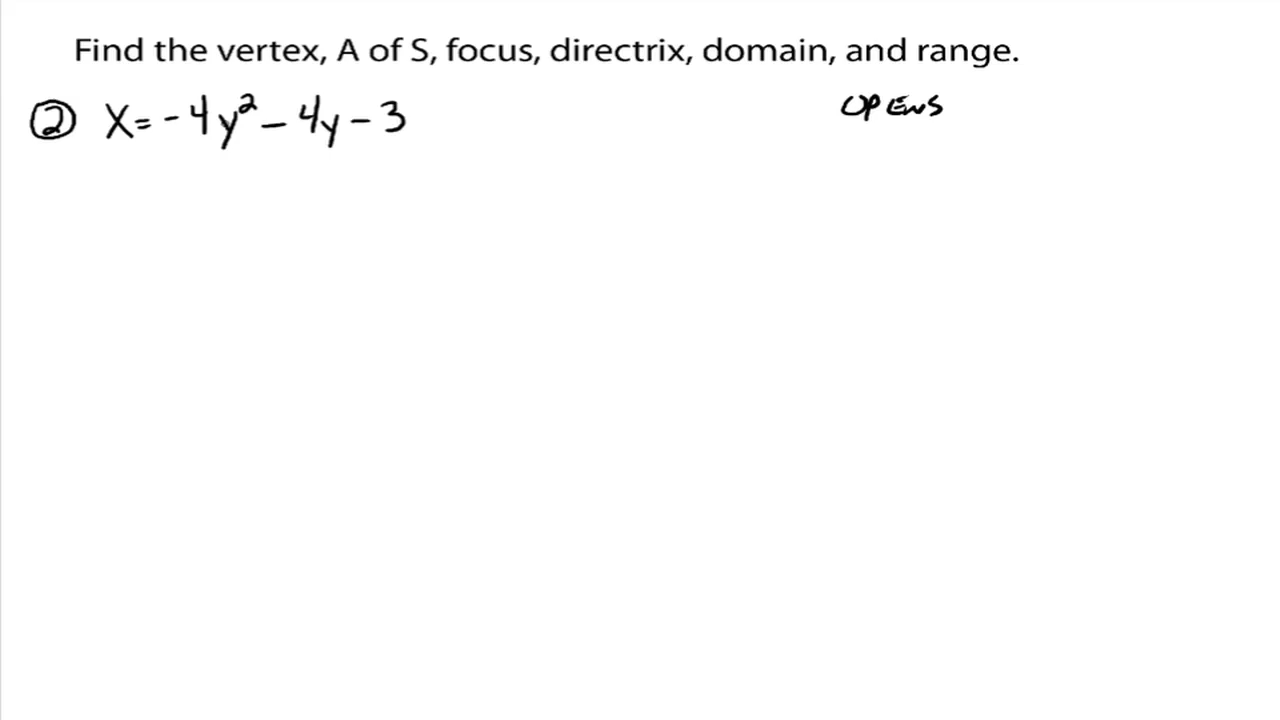 Find the vertex, A of S, focus, directrix, domain, and range.
② x = -4y² - 4y - 3
OPENS